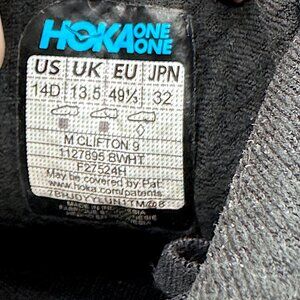 HOKA ONE ONE
US UK EU JPN
14D 13.5 49⅓ 32
M CLIFTON 9
1127895 BWHT
F27524H
May be covered by Pat.
www.hoka.com/patents